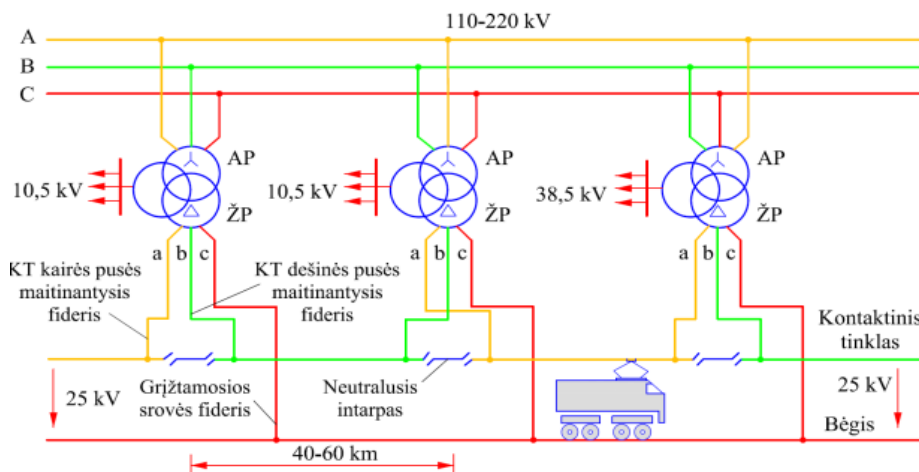 110-220 kV
A
B
C
AP
ŽP
10,5 kV
AP
ŽP
10,5 kV
AP
ŽP
38,5 kV
a b c
a b c
a b c
KT kairės pusės
maitinantysis
fideris
KT dešinės pusės
maitinantysis
fideris
Kontaktinis
tinklas
25 kV
Grįžtamosios
srovės fideris
Neutralusis
intarpas
25 kV
Bėgis
40-60 km